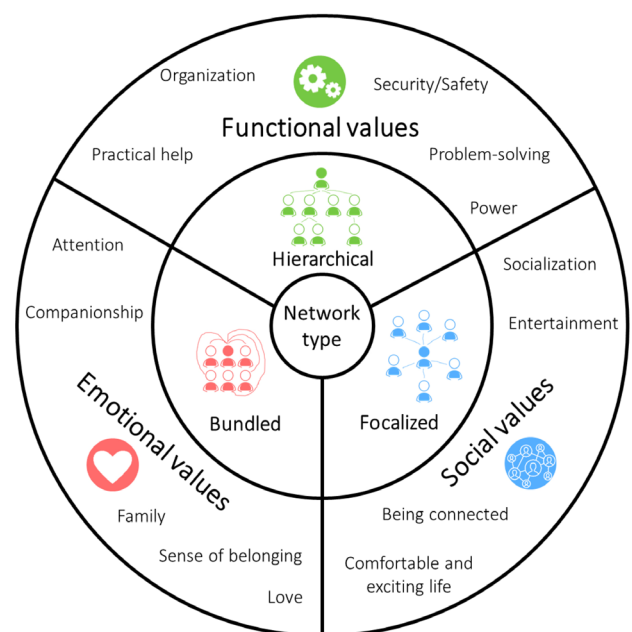 Organization
Security/Safety
Functional values
Practical help
Problem-solving
Power
Hierarchical
Attention
Socialization
Companionship
Network
type
Entertainment
Bundled
Focalized
Emotional values
Social values
Family
Being connected
Sense of belonging
Comfortable and
exciting life
Love